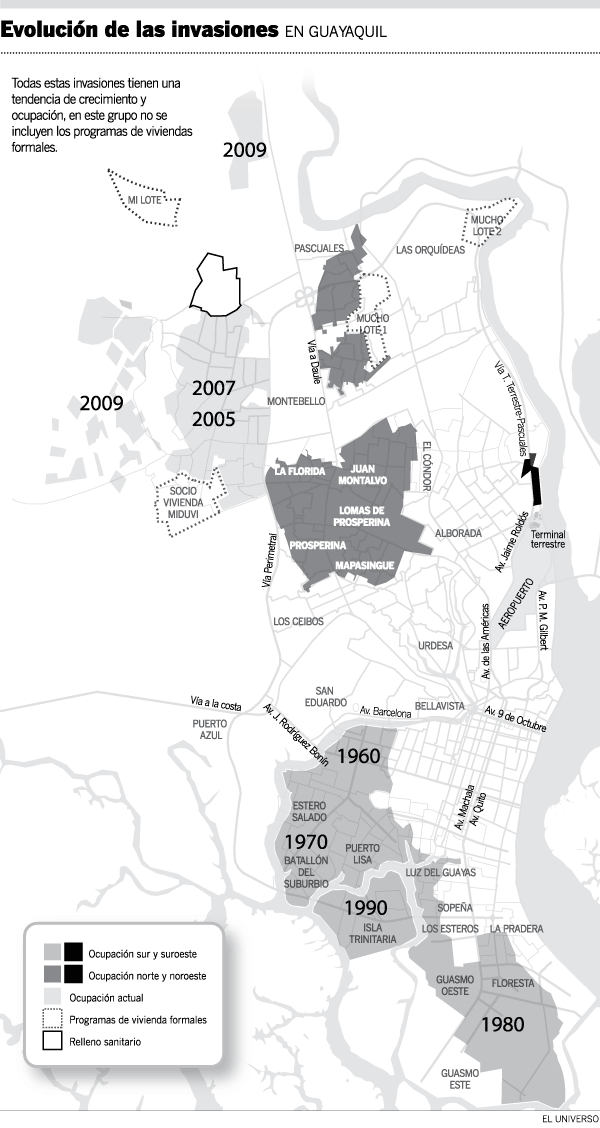 Evolución de las invasiones EN GUAYAQUIL
Todas estas invasiones tienen una
tendencia de crecimiento y
ocupación, en este grupo no se
incluyen los programas de viviendas
formales.
2009
MI LOTE
MUCHO
LOTE 2
PASCUALES
LAS ORQUÍDEAS
MUCHO
LOTE 1
Vía a Daule
Vía T. Terrestre-Pascuales
2007
2005
2009
MONTEBELLO
EL CÓNDOR
LA FLORIDA
JUAN
MONTALVO
SOCIO
VIVIENDA
MIDUVI
LOMAS DE
PROSPERINA
ALBORADA
Av. Jaime Roldós
Terminal
terrestre
PROSPERINA
MAPASINGUE
Vía Perimetral
AEROPUERTO
Av. P. M. Gilbert
LOS CEIBOS
Av. de las Américas
URDESA
SAN
EDUARDO
Vía a la costa
PUERTO
AZUL
Av. J. Rodríguez Bonín
Av. Barcelona
BELLAVISTA
Av. 9 de Octubre
1960
Av. Machala
Av. Quito
ESTERO
SALADO
1970
BATALLÓN
DEL
SUBURBIO
PUERTO
LISA
LUZ DEL GUAYAS
1990
ISLA
TRINITARIA
SOPEÑA
LOS ESTEROS
LA PRADERA
GUASMO
OESTE
FLORESTA
1980
GUASMO
ESTE
Ocupación sur y suroeste
Ocupación norte y noroeste
Ocupación actual
Programas de vivienda formales
Relleno sanitario
EL UNIVERSO